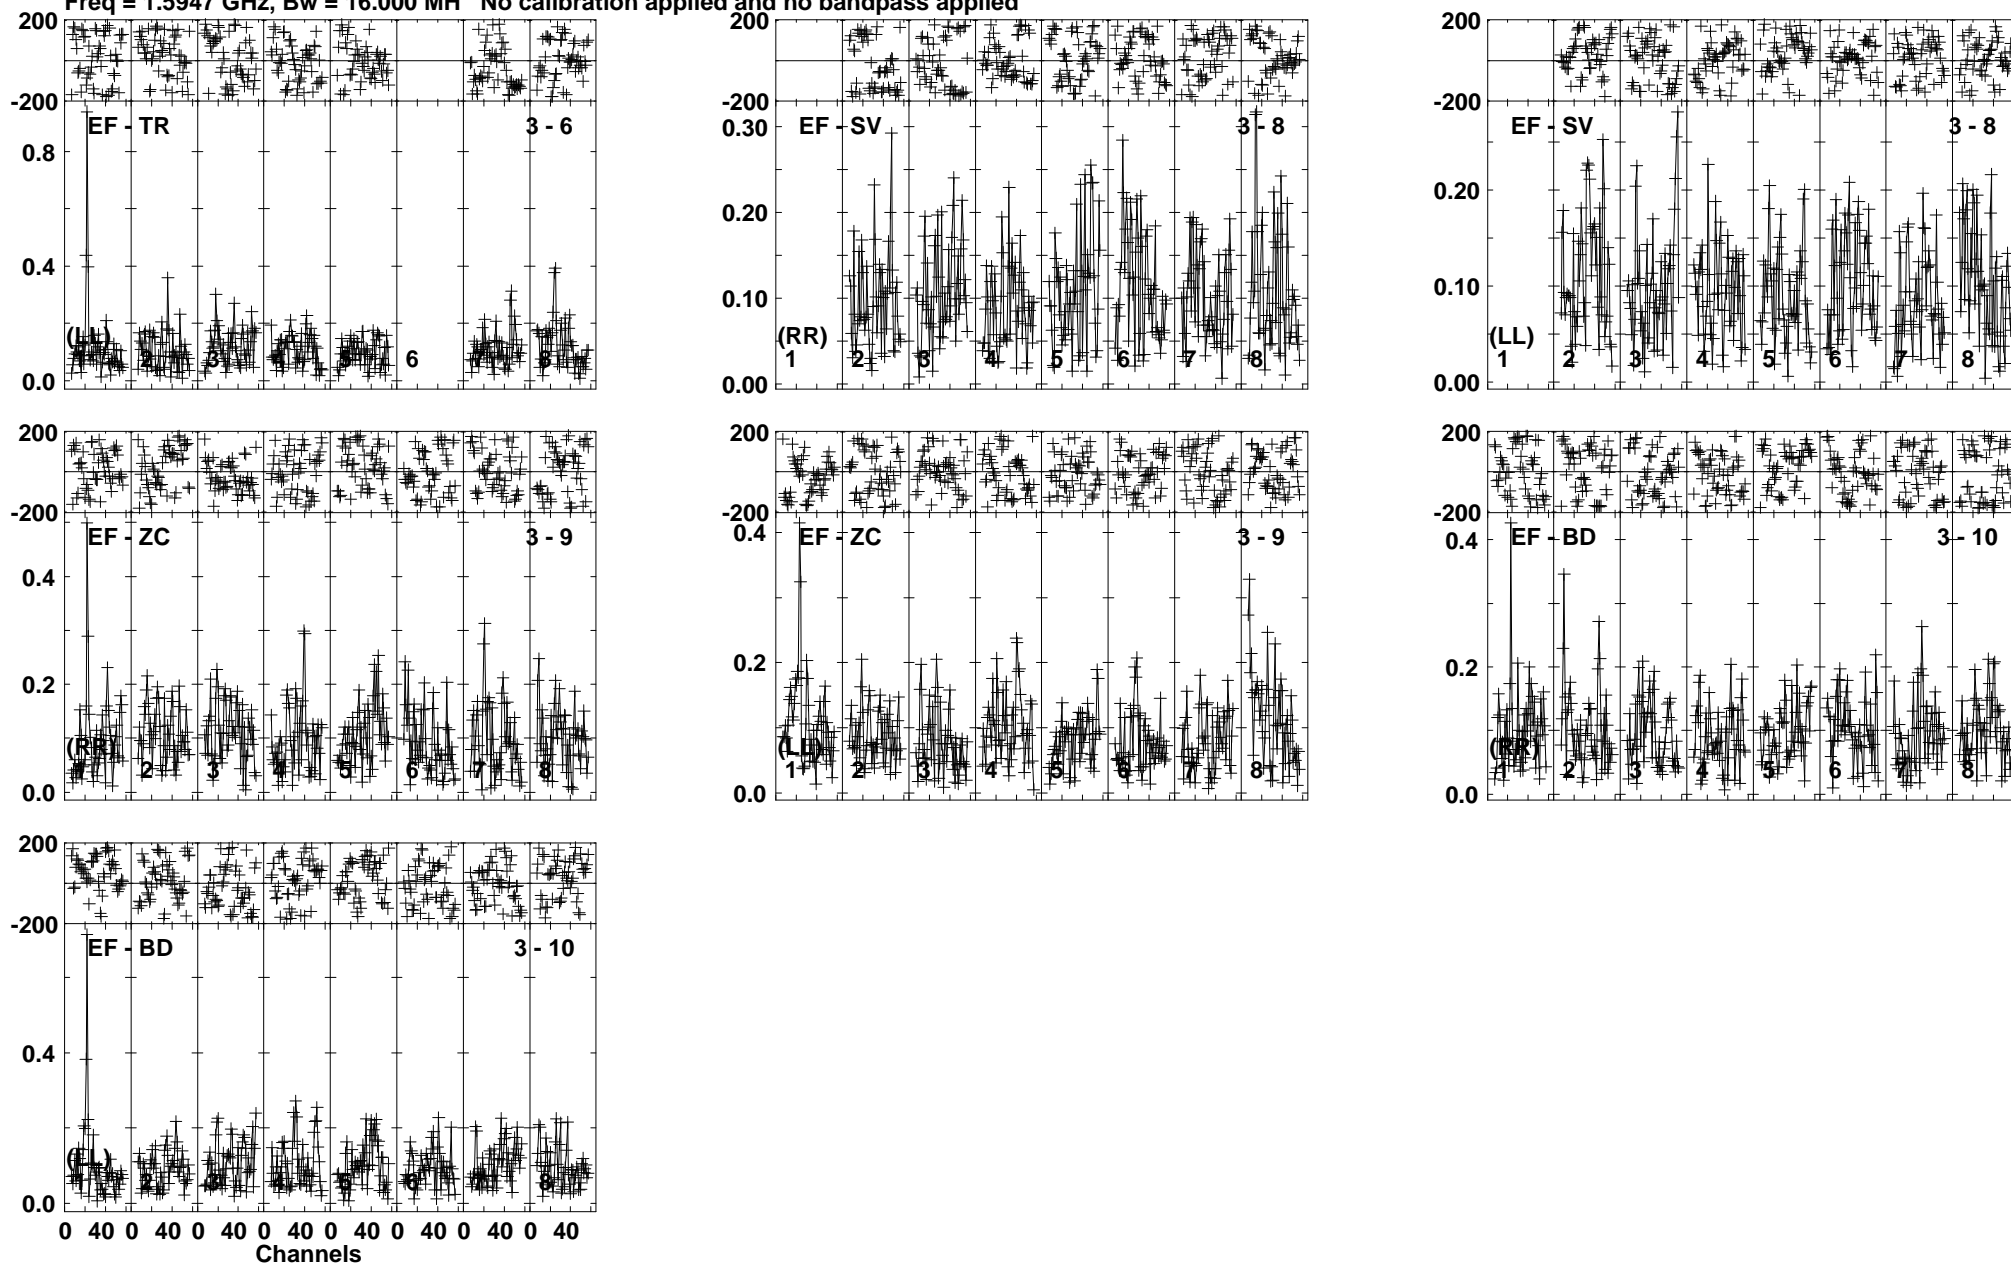 Freq = 1.5947 GHz, Bw = 16.000 MH No calibration applied and no bandpass applied
200
-200
EF - TR 3 - 6
0.8
0.4
0.0
(LL)
1 2 3 4 5 6 7 8
200
-200
EF - SV 3 - 8
0.30
0.20
0.10
0.00
(RR)
1 2 3 4 5 6 7 8
200
-200
EF - SV 3 - 8
0.20
0.10
0.00
(LL)
1 2 3 4 5 6 7 8
200
-200
EF - ZC 3 - 9
0.4
0.2
0.0
(RR)
1 2 3 4 5 6 7 8
200
-200
EF - ZC 3 - 9
0.4
0.2
0.0
(LL)
1 2 3 4 5 6 7 8
200
-200
EF - BD 3 - 10
0.4
0.2
0.0
(RR)
1 2 3 4 5 6 7 8
200
-200
EF - BD 3 - 10
0.4
0.0
(LL)
1 2 3 4 5 6 7 8
0 40 0 40 0 40 0 40 0 40 0 40 0 40 0 40
Channels